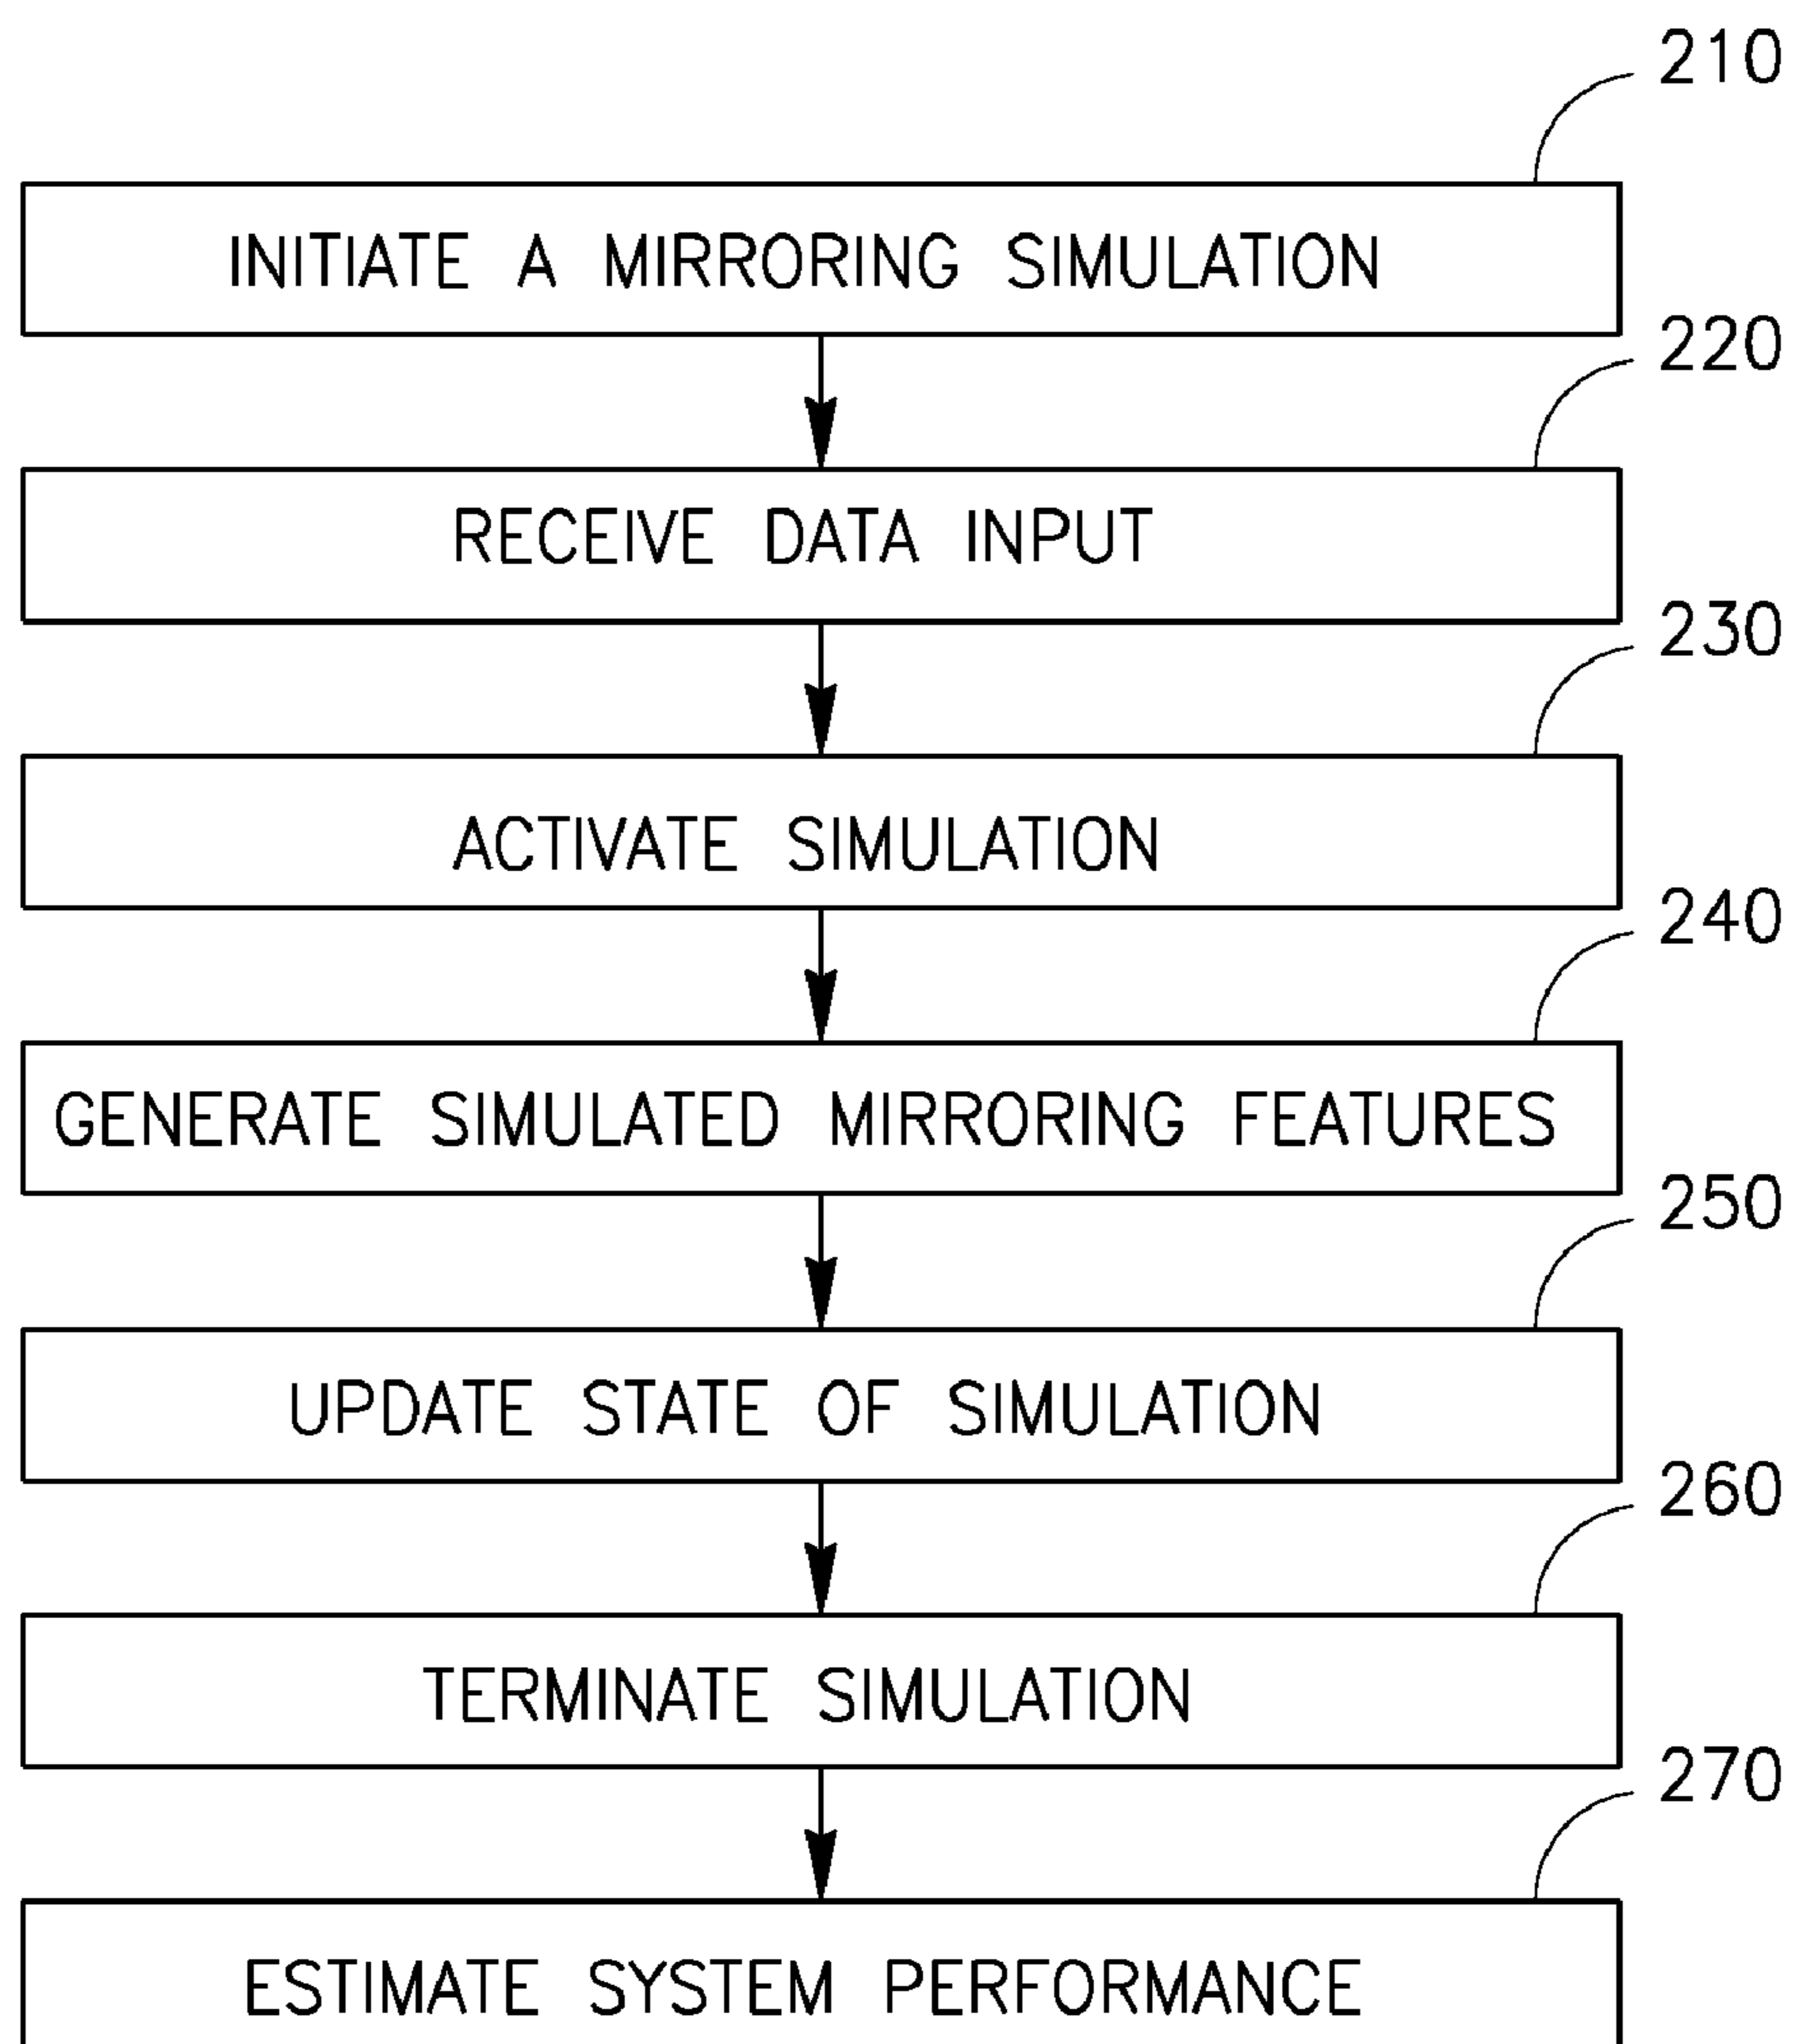 210
INITIATE A MIRRORING SIMULATION
220
RECEIVE DATA INPUT
230
ACTIVATE SIMULATION
240
GENERATE SIMULATED MIRRORING FEATURES
250
UPDATE STATE OF SIMULATION
260
TERMINATE SIMULATION
270
ESTIMATE SYSTEM PERFORMANCE